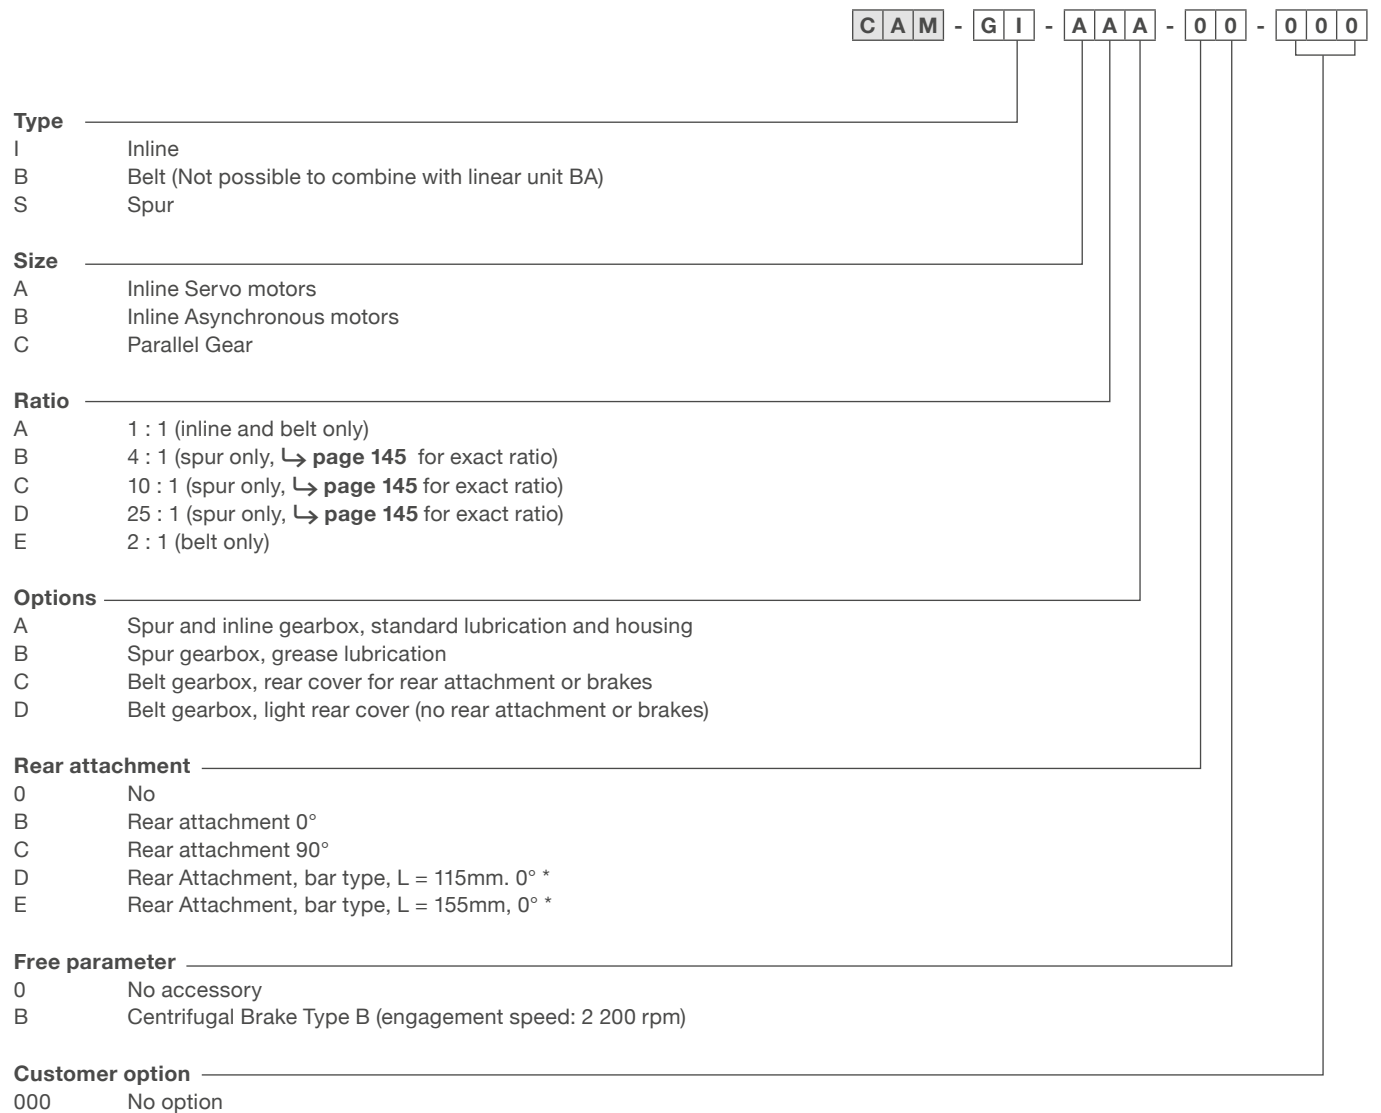 CAM - GI - AAA - 00 - 000
Type
I Inline
B Belt (Not possible to combine with linear unit BA)
S Spur
Size
A Inline Servo motors
B Inline Asynchronous motors
C Parallel Gear
Ratio
A 1 : 1 (inline and belt only)
B 4 : 1 (spur only, ↳ page 145 for exact ratio)
C 10 : 1 (spur only, ↳ page 145 for exact ratio)
D 25 : 1 (spur only, ↳ page 145 for exact ratio)
E 2 : 1 (belt only)
Options
A Spur and inline gearbox, standard lubrication and housing
B Spur gearbox, grease lubrication
C Belt gearbox, rear cover for rear attachment or brakes
D Belt gearbox, light rear cover (no rear attachment or brakes)
Rear attachment
0 No
B Rear attachment 0°
C Rear attachment 90°
D Rear Attachment, bar type, L = 115mm. 0° *
E Rear Attachment, bar type, L = 155mm, 0° *
Free parameter
0 No accessory
B Centrifugal Brake Type B (engagement speed: 2 200 rpm)
Customer option
000 No option